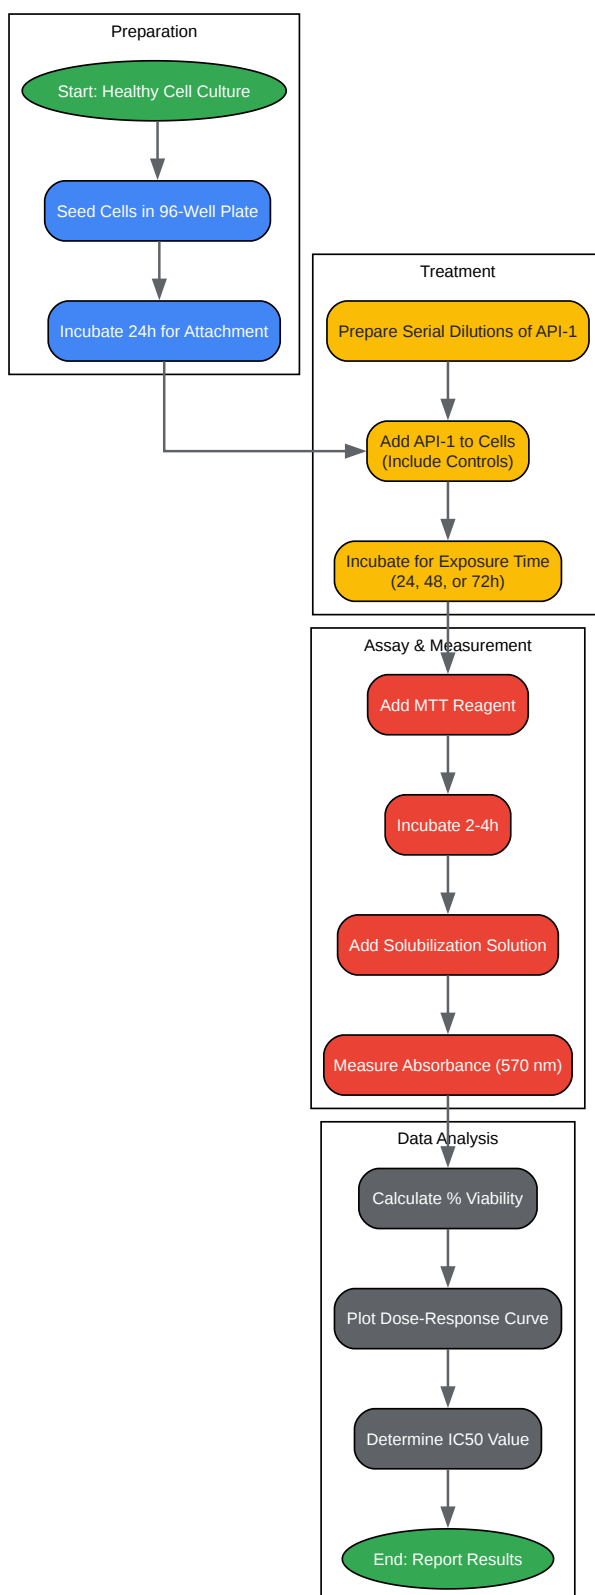 Preparation
Start: Healthy Cell Culture
Seed Cells in 96-Well Plate
Incubate 24h for Attachment
Treatment
Prepare Serial Dilutions of API-1
Add API-1 to Cells
(Include Controls)
Incubate for Exposure Time
(24, 48, or 72h)
Assay & Measurement
Add MTT Reagent
Incubate 2-4h
Add Solubilization Solution
Measure Absorbance (570 nm)
Data Analysis
Calculate % Viability
Plot Dose-Response Curve
Determine IC50 Value
End: Report Results